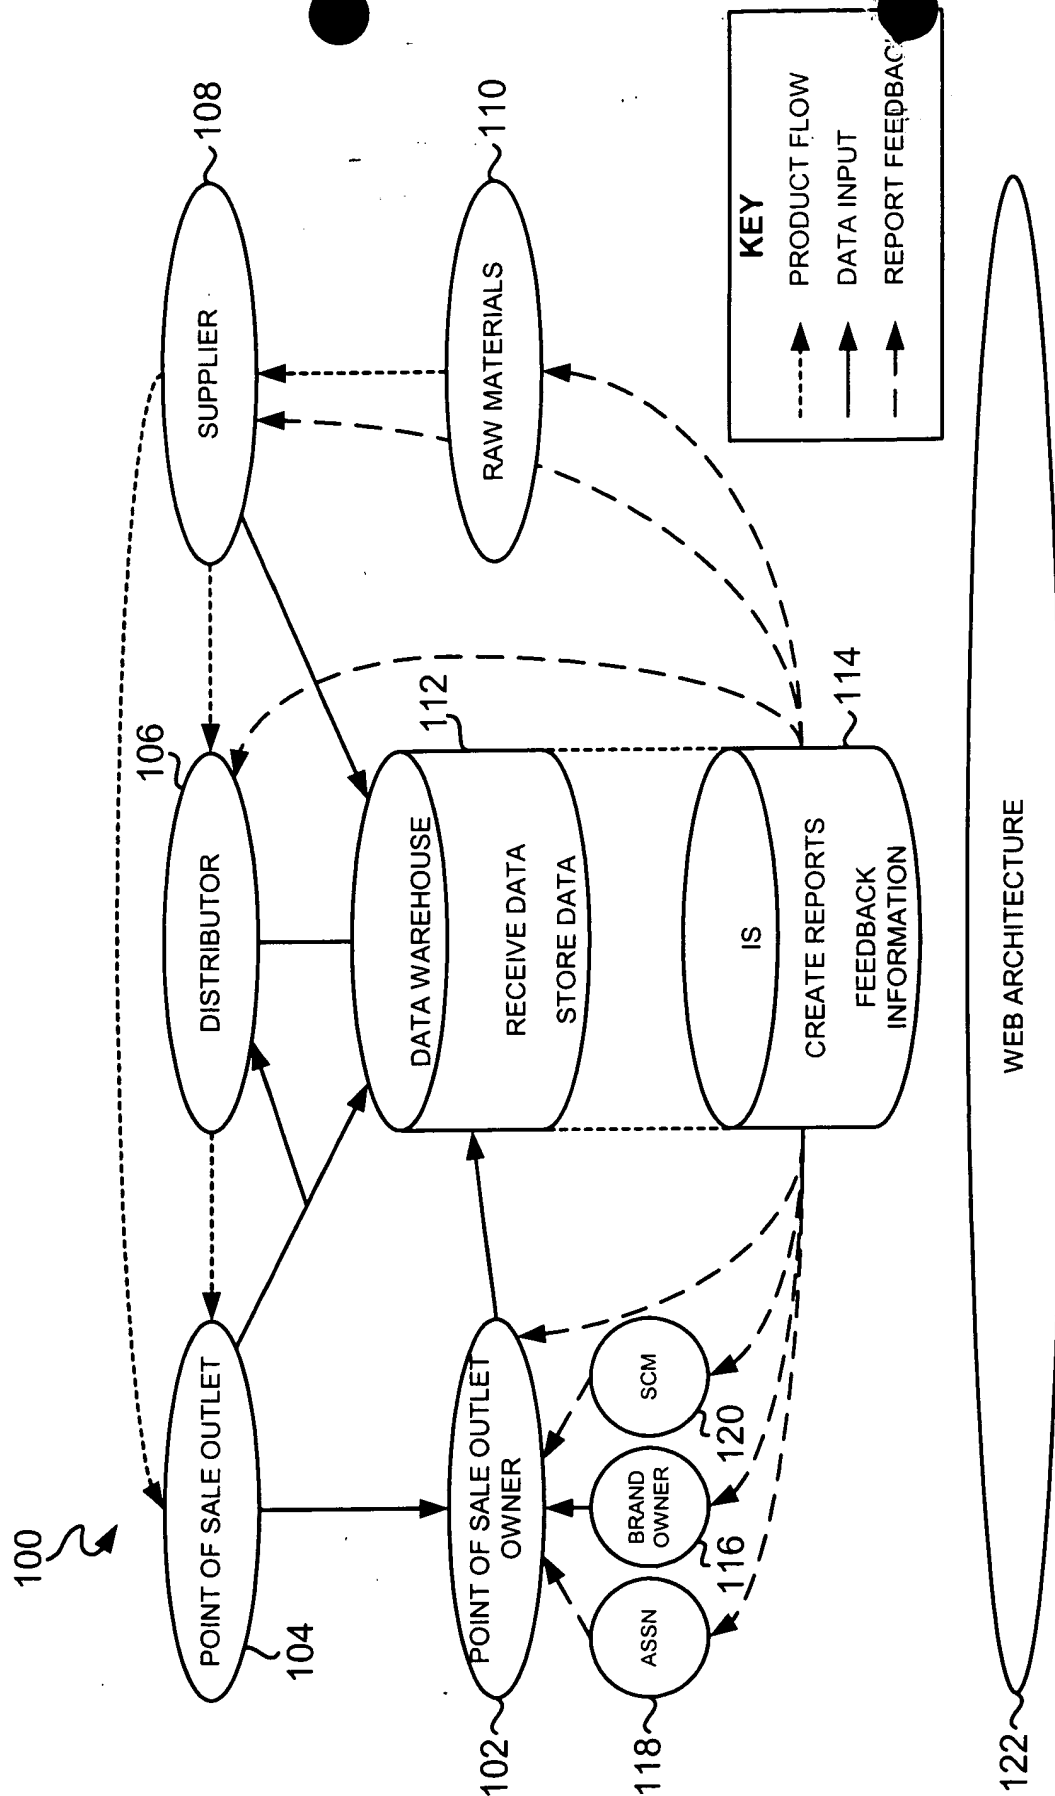 100
POINT OF SALE OUTLET
104
DISTRIBUTOR
106
SUPPLIER
108
POINT OF SALE OUTLET
OWNER
102
DATA WAREHOUSE
RECEIVE DATA
STORE DATA
112
RAW MATERIALS
110
ASSN
118
BRAND
OWNER
116
SCM
120
IS
CREATE REPORTS
FEEDBACK
INFORMATION
114
KEY
PRODUCT FLOW
DATA INPUT
REPORT FEEDBAC
WEB ARCHITECTURE
122